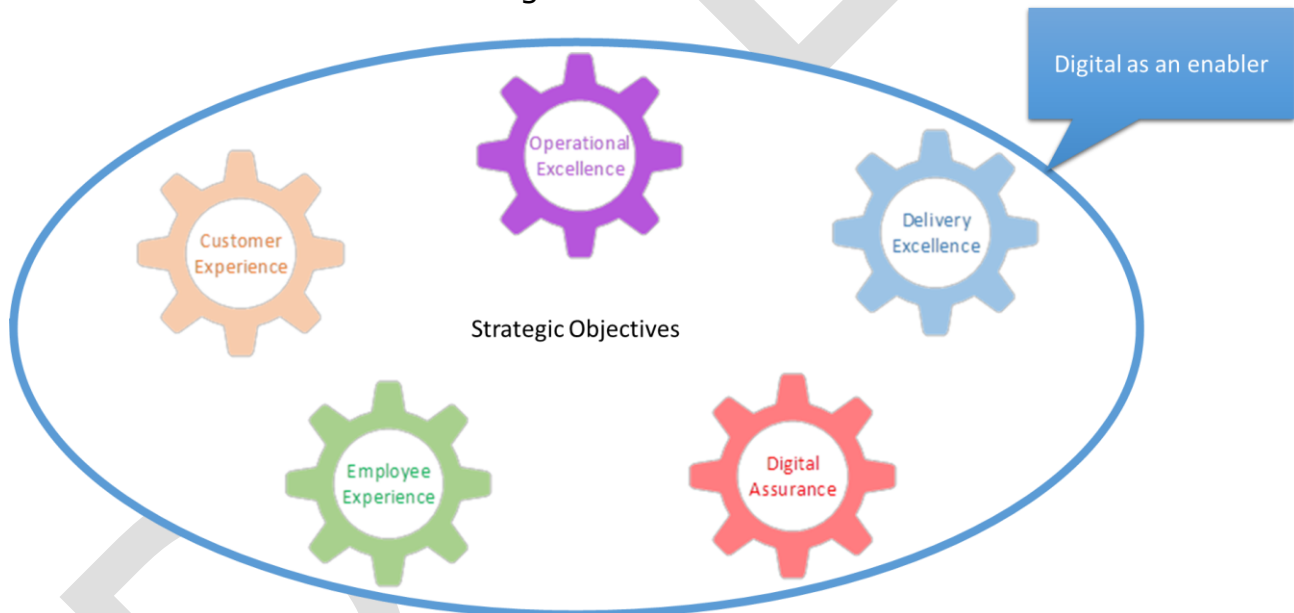 Digital as an enabler
Operational
Excellence
Customer
Experience
Delivery
Excellence
Strategic Objectives
Employee
Experience
Digital
Assurance